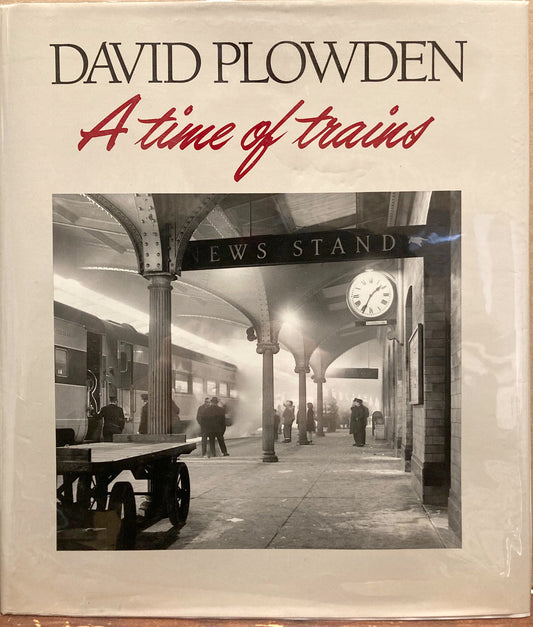 DAVID PLOWDEN
A time of trains
NEWS STAND